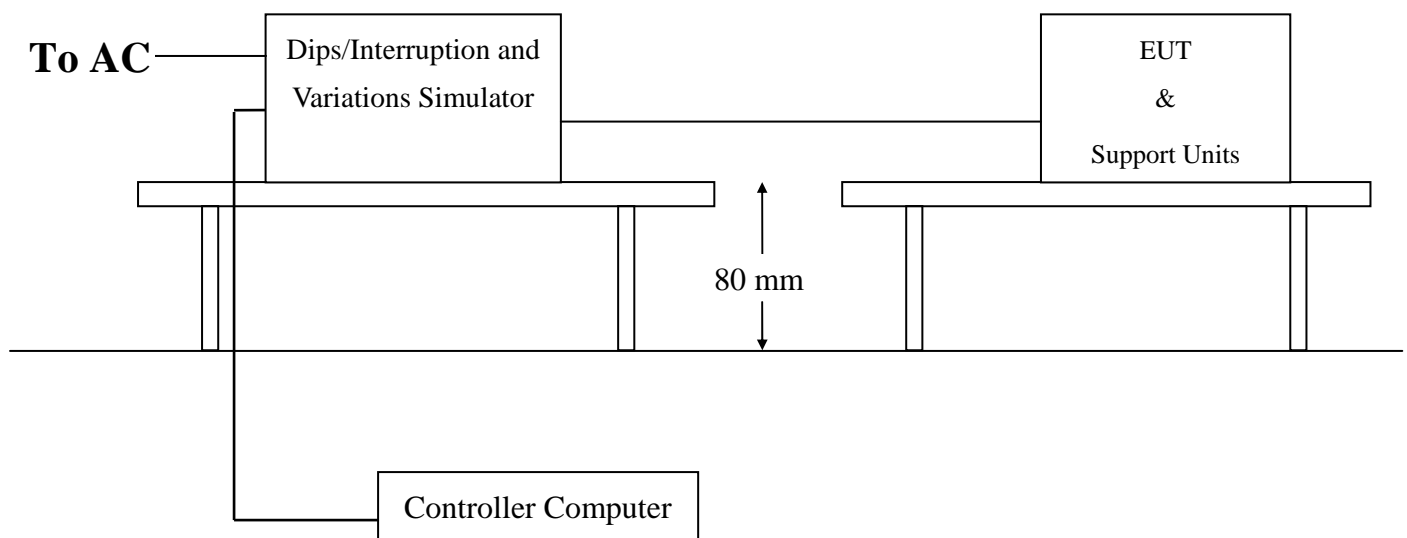 To AC
Dips/Interruption and
Variations Simulator
EUT
&
Support Units
80 mm
Controller Computer